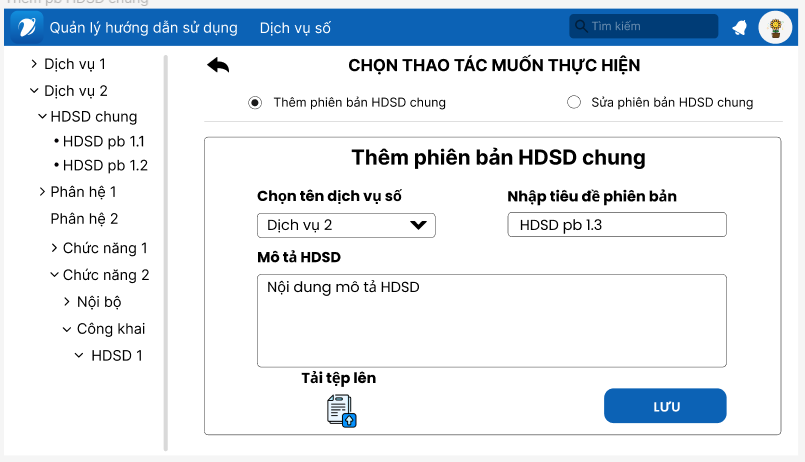 Thêm pb HDSD chung
Quản lý hướng dẫn sử dụng Dịch vụ số Tìm kiếm
Dịch vụ 1
Dịch vụ 2
HDSD chung
• HDSD pb 1.1
• HDSD pb 1.2
Phân hệ 1
Phân hệ 2
Chức năng 1
Chức năng 2
Nội bộ
Công khai
HDSD 1
CHỌN THAO TÁC MUỐN THỰC HIỆN
Thêm phiên bản HDSD chung Sửa phiên bản HDSD chung
Thêm phiên bản HDSD chung
Chọn tên dịch vụ số Nhập tiêu đề phiên bản
Dịch vụ 2 HDSD pb 1.3
Mô tả HDSD
Nội dung mô tả HDSD
Tải tệp lên
LƯU